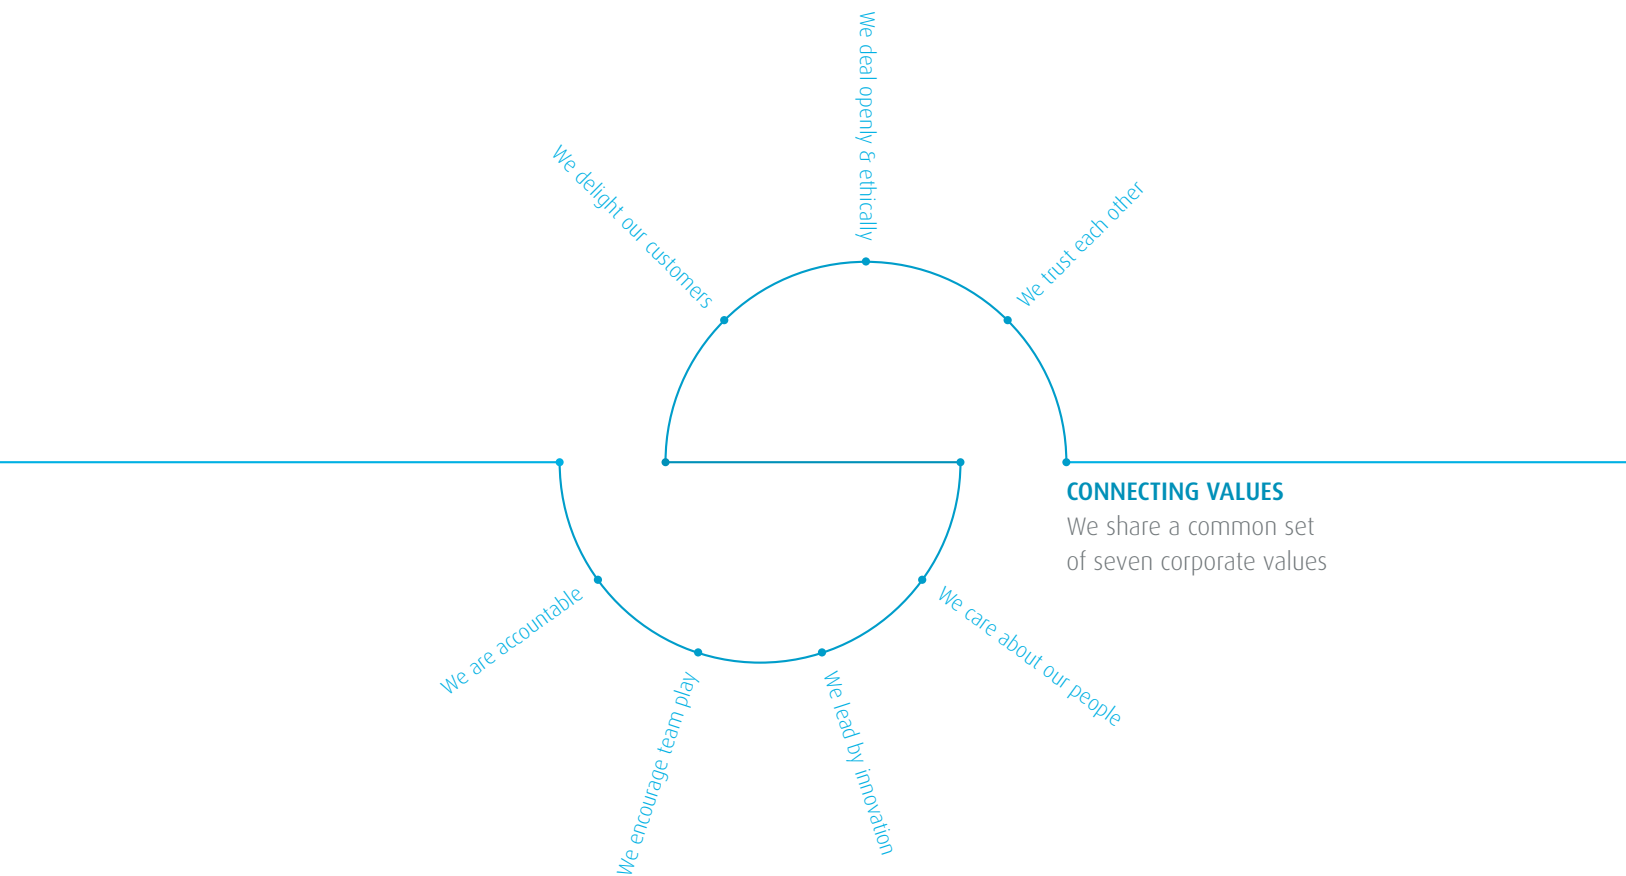 We deal openly & ethically
We delight our customers
We trust each other
CONNECTING VALUES
We share a common set
of seven corporate values
We are accountable
We care about our people
We encourage team play
We lead by innovation